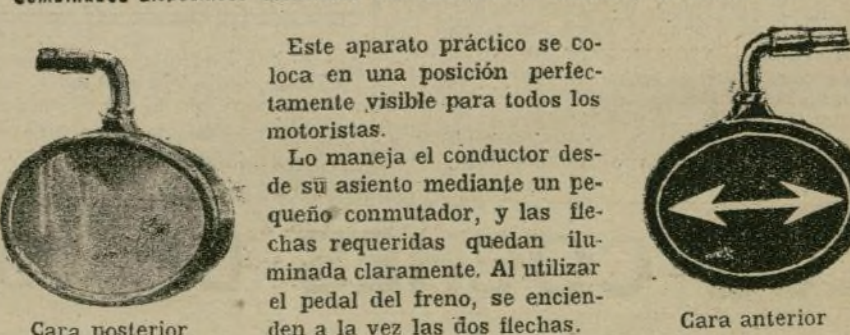 Este aparato práctico se co-
loca en una posición perfec-
tamente visible para todos los
motoristas.
Lo maneja el conductor des-
de su asiento mediante un pe-
queño conmutador, y las fle-
chas requeridas quedan ilu-
minada claramente. Al utilizar
el pedal del freno, se encien-
den a la vez las dos flechas.
Cara posterior
Cara anterior